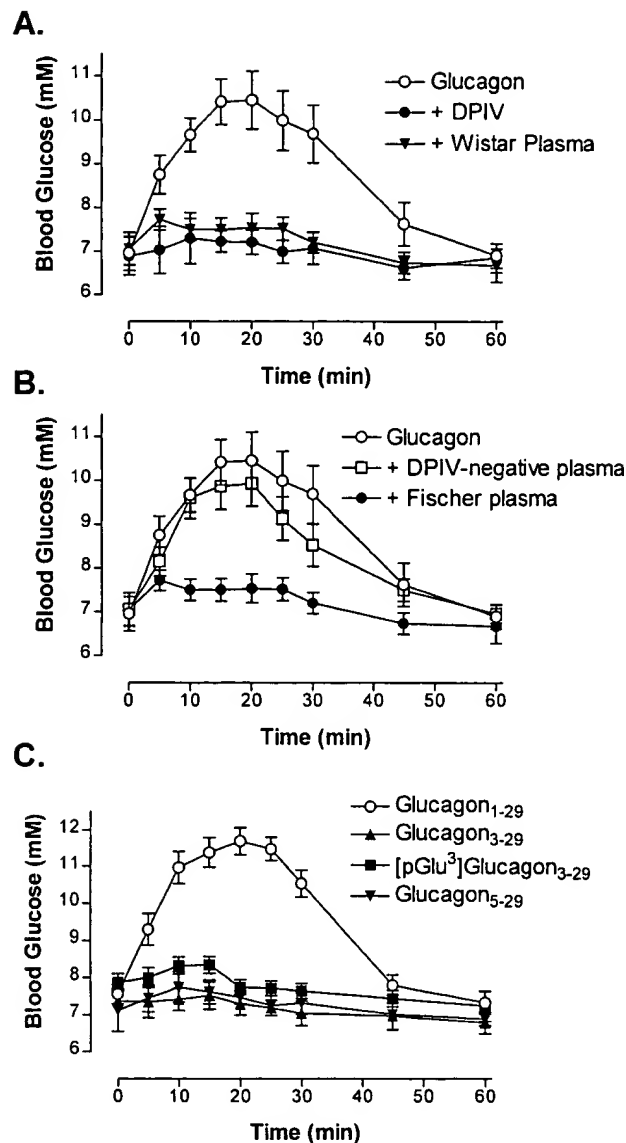 A.
Blood Glucose (mM)
11
10
9
8
7
6
Glucagon
+ DPIV
+ Wistar Plasma
0 10 20 30 40 50 60
Time (min)
B.
Blood Glucose (mM)
11
10
9
8
7
6
Glucagon
+ DPIV-negative plasma
+ Fischer plasma
0 10 20 30 40 50 60
Time (min)
C.
Blood Glucose (mM)
12
11
10
9
8
7
6
Glucagon₁₋₂₉
Glucagon₃₋₂₉
[pGlu³]Glucagon₃₋₂₉
Glucagon₅₋₂₉
0 10 20 30 40 50 60
Time (min)